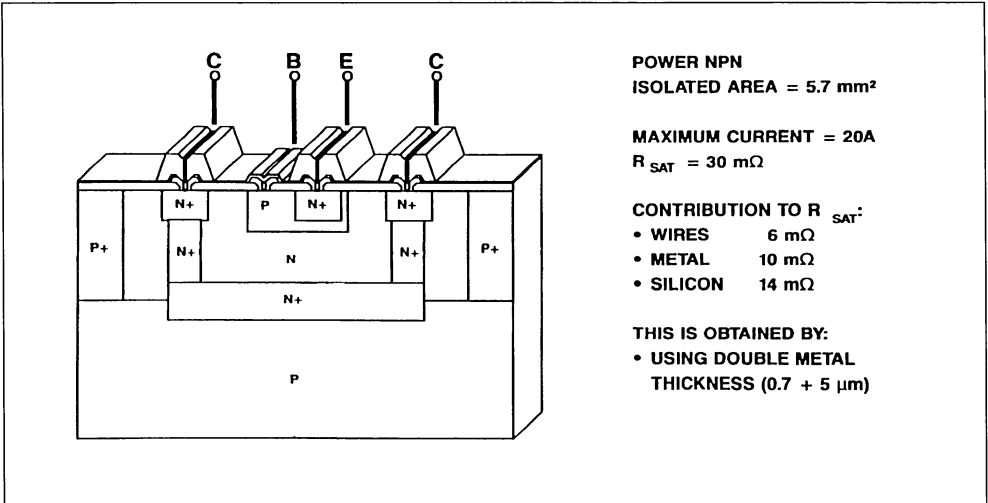 C B E C
N+ P N+ N+
P+ N+ N N+ P+
N+
P
POWER NPN
ISOLATED AREA = 5.7 mm²
MAXIMUM CURRENT = 20A
R SAT = 30 mΩ
CONTRIBUTION TO R SAT:
• WIRES 6 mΩ
• METAL 10 mΩ
• SILICON 14 mΩ
THIS IS OBTAINED BY:
• USING DOUBLE METAL
THICKNESS (0.7 + 5 µm)